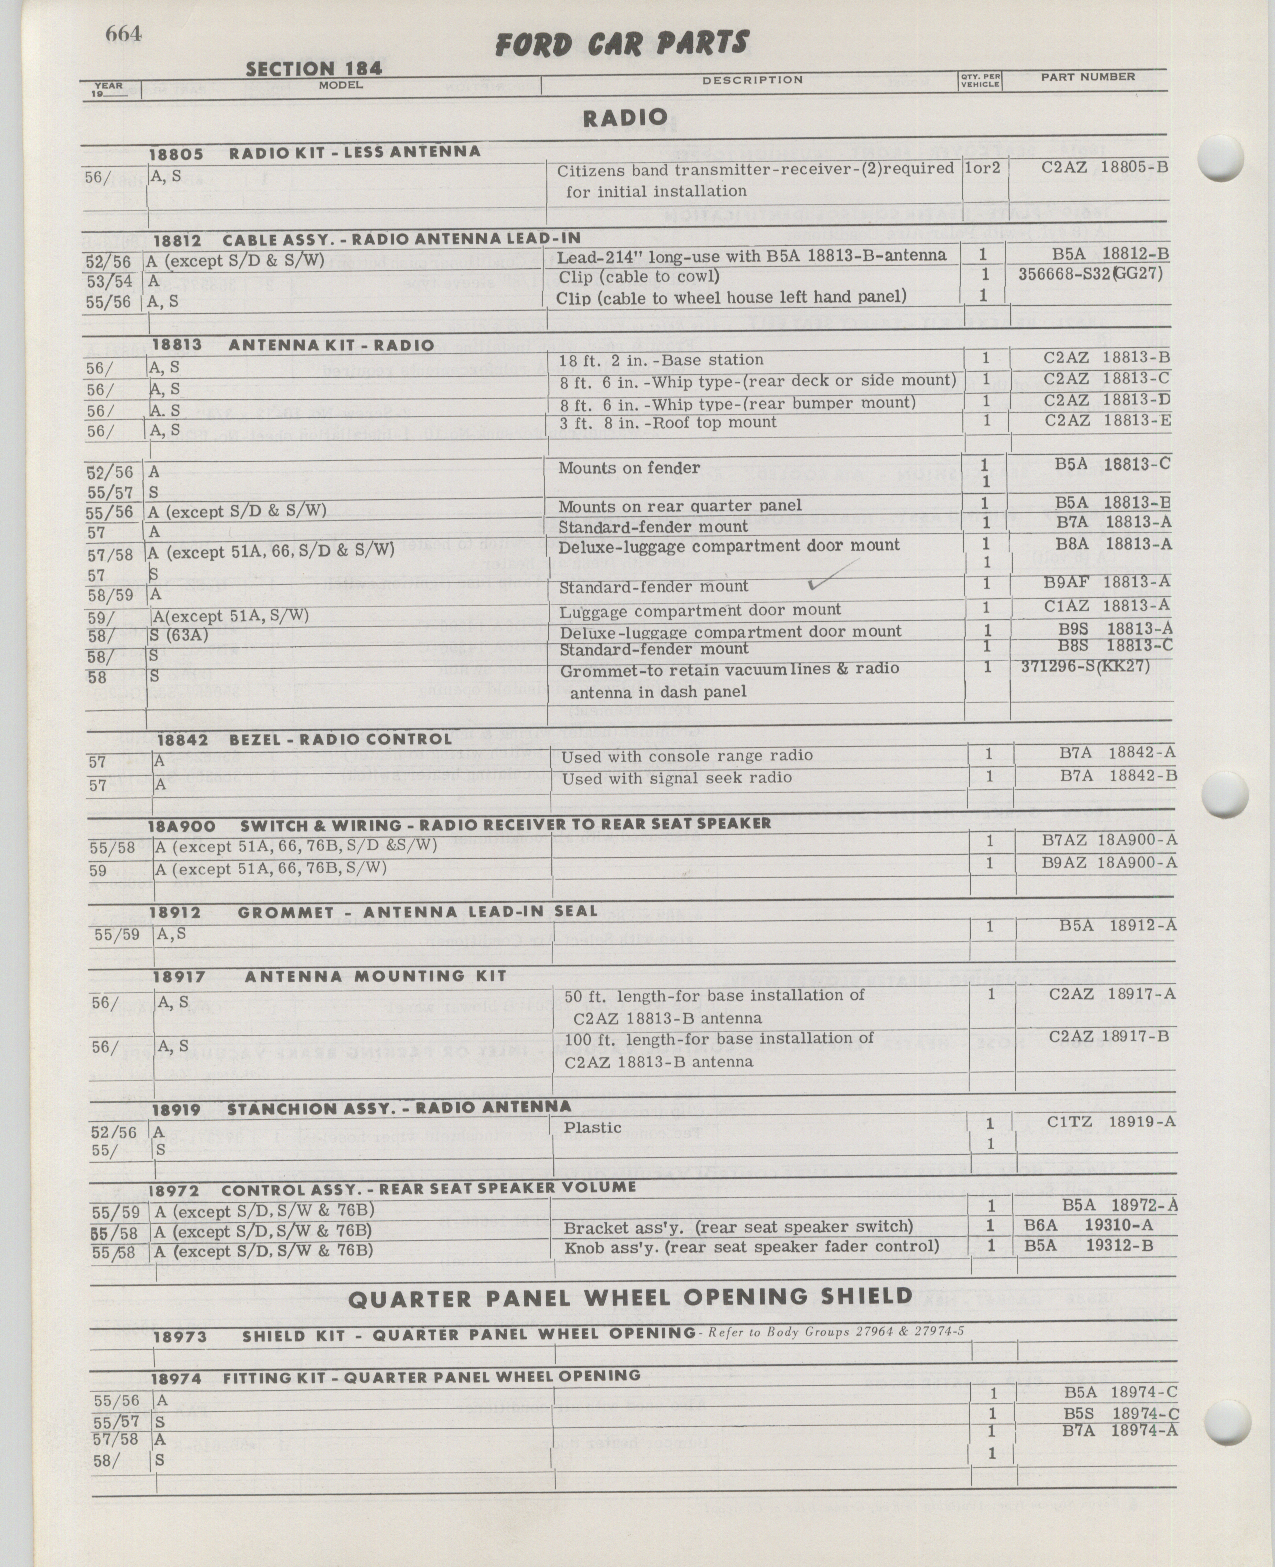 664
FORD CAR PARTS
SECTION 184
YEAR 19___ MODEL DESCRIPTION QTY. PER VEHICLE PART NUMBER
RADIO
18805 RADIO KIT - LESS ANTENNA
56/ A, S Citizens band transmitter-receiver-(2)required 1or2 C2AZ 18805-B
for initial installation
18812 CABLE ASSY. - RADIO ANTENNA LEAD-IN
52/56 A (except S/D & S/W) Lead-214" long-use with B5A 18813-B-antenna 1 B5A 18812-B
53/54 A Clip (cable to cowl) 1 356668-S32(GG27)
55/56 A, S Clip (cable to wheel house left hand panel) 1
18813 ANTENNA KIT - RADIO
56/ A, S 18 ft. 2 in. -Base station 1 C2AZ 18813-B
56/ A, S 8 ft. 6 in. -Whip type-(rear deck or side mount) 1 C2AZ 18813-C
56/ A. S 8 ft. 6 in. -Whip type-(rear bumper mount) 1 C2AZ 18813-D
56/ A, S 3 ft. 8 in. -Roof top mount 1 C2AZ 18813-E
52/56 A Mounts on fender 1 B5A 18813-C
55/57 S 1
55/56 A (except S/D & S/W) Mounts on rear quarter panel 1 B5A 18813-E
57 A Standard-fender mount 1 B7A 18813-A
57/58 A (except 51A, 66, S/D & S/W) Deluxe-luggage compartment door mount 1 B8A 18813-A
57 S 1
58/59 A Standard-fender mount 1 B9AF 18813-A
59/ A(except 51A, S/W) Luggage compartment door mount 1 C1AZ 18813-A
58/ S (63A) Deluxe-luggage compartment door mount 1 B9S 18813-A
58/ S Standard-fender mount 1 B8S 18813-C
58 S Grommet-to retain vacuum lines & radio 1 371296-S(KK27)
antenna in dash panel
18842 BEZEL - RADIO CONTROL
57 A Used with console range radio 1 B7A 18842-A
57 A Used with signal seek radio 1 B7A 18842-B
18A900 SWITCH & WIRING - RADIO RECEIVER TO REAR SEAT SPEAKER
55/58 A (except 51A, 66, 76B, S/D &S/W) 1 B7AZ 18A900-A
59 A (except 51A, 66, 76B, S/W) 1 B9AZ 18A900-A
18912 GROMMET - ANTENNA LEAD-IN SEAL
55/59 A,S 1 B5A 18912-A
18917 ANTENNA MOUNTING KIT
56/ A, S 50 ft. length-for base installation of 1 C2AZ 18917-A
C2AZ 18813-B antenna
56/ A, S 100 ft. length-for base installation of C2AZ 18917-B
C2AZ 18813-B antenna
18919 STANCHION ASSY. - RADIO ANTENNA
52/56 A Plastic 1 C1TZ 18919-A
55/ S 1
18972 CONTROL ASSY. - REAR SEAT SPEAKER VOLUME
55/59 A (except S/D, S/W & 76B) 1 B5A 18972-A
55/58 A (except S/D, S/W & 76B) Bracket ass'y. (rear seat speaker switch) 1 B6A 19310-A
55/58 A (except S/D, S/W & 76B) Knob ass'y. (rear seat speaker fader control) 1 B5A 19312-B
QUARTER PANEL WHEEL OPENING SHIELD
18973 SHIELD KIT - QUARTER PANEL WHEEL OPENING - Refer to Body Groups 27964 & 27974-5
18974 FITTING KIT - QUARTER PANEL WHEEL OPENING
55/56 A 1 B5A 18974-C
55/57 S 1 B5S 18974-C
57/58 A 1 B7A 18974-A
58/ S 1